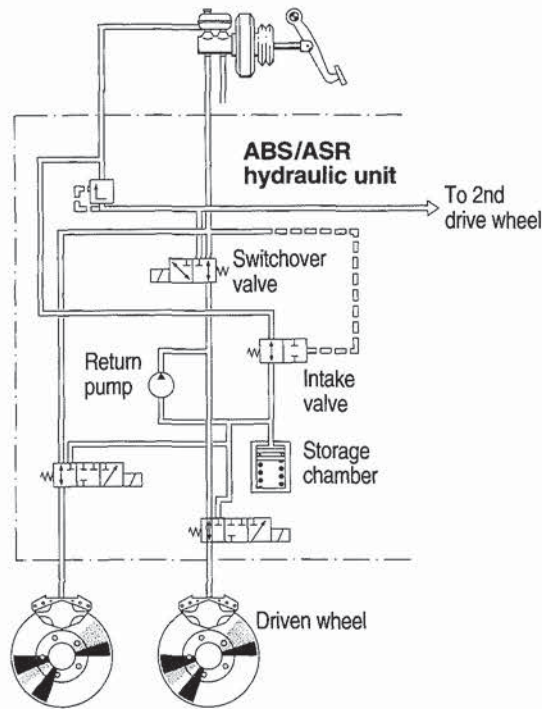 ABS/ASR
hydraulic unit
To 2nd
drive wheel
Switchover
valve
Return
pump
Intake
valve
Storage
chamber
Driven wheel